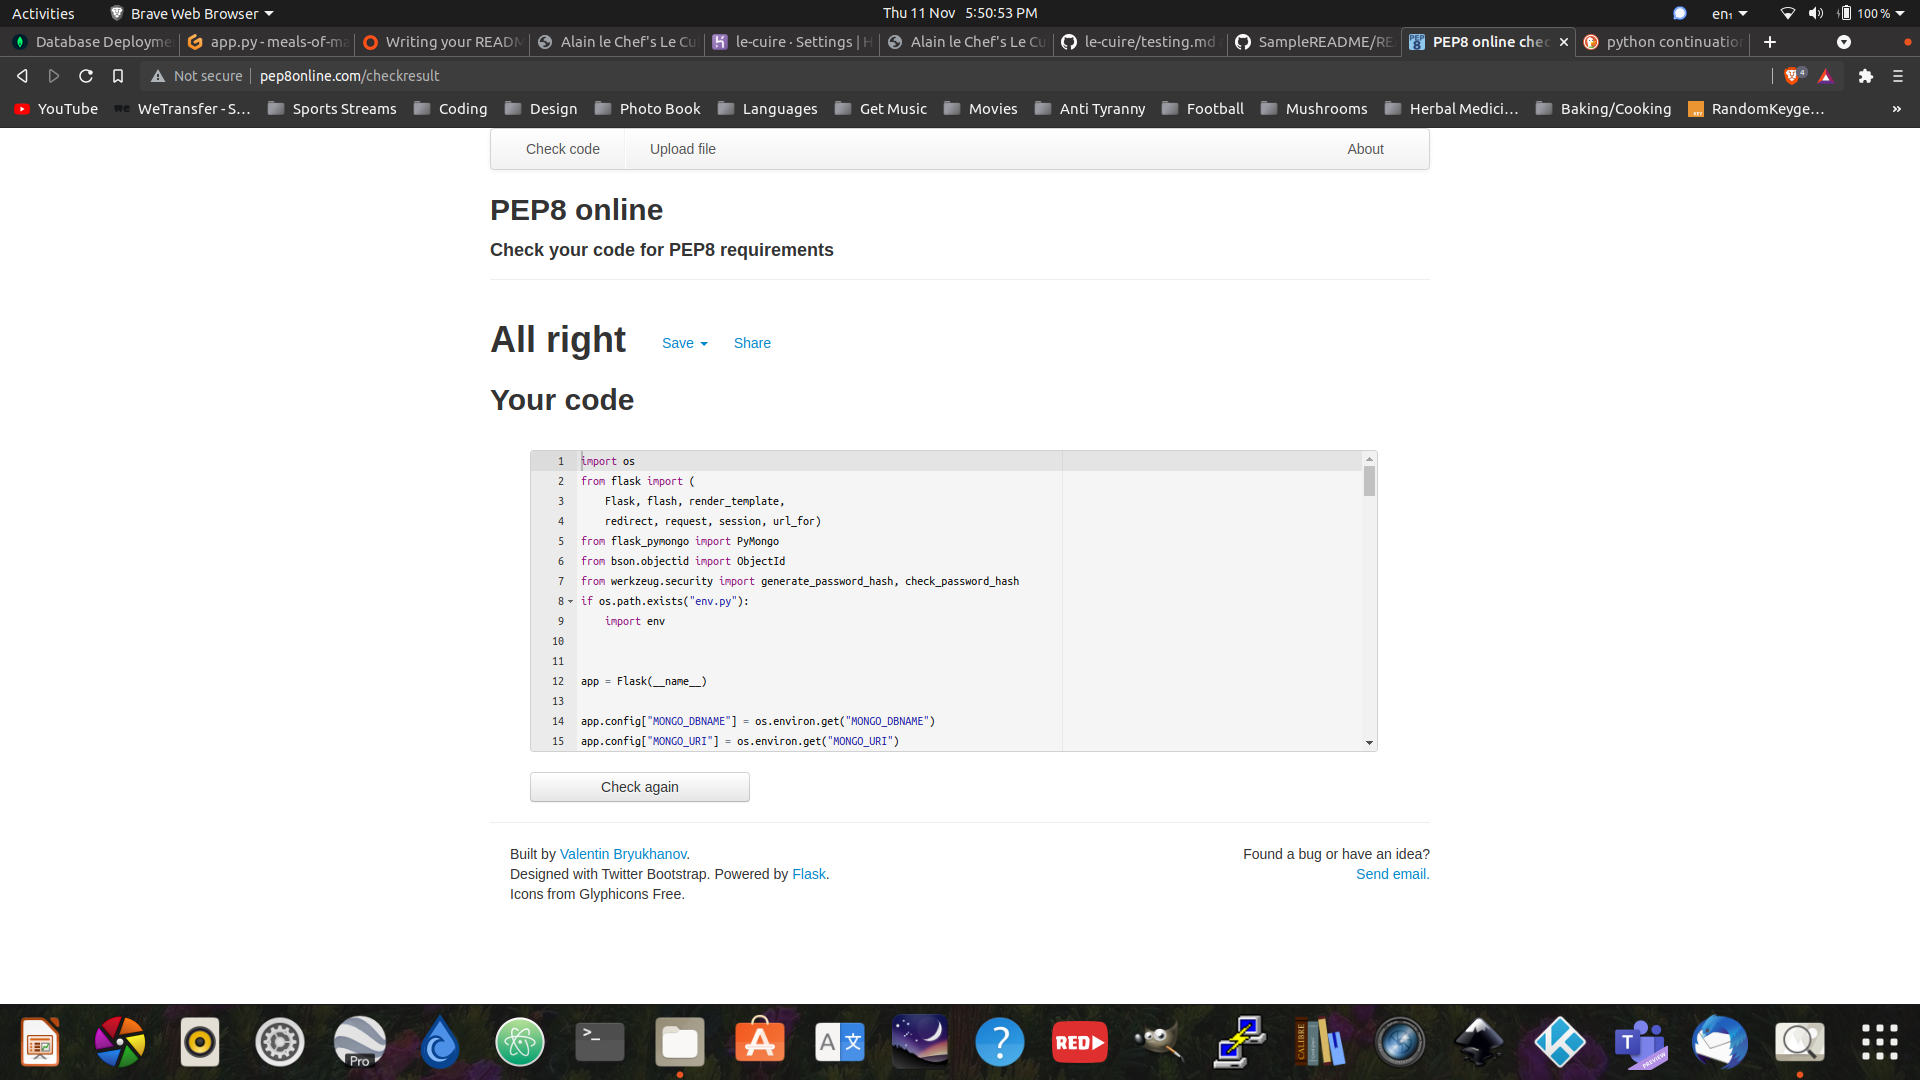 Activities
Brave Web Browser
Thu 11 Nov 5:50:53 PM
en₁
100 %
Database Deployme
app.py - meals-of-ma
Writing your READM
Alain le Chef's Le Cu
le-cuire · Settings | H
Alain le Chef's Le Cu
le-cuire/testing.md
SampleREADME/RE
PEP8 online chec
python continuation
Not secure
pep8online.com/checkresult
4
YouTube
WeTransfer - S…
Sports Streams
Coding
Design
Photo Book
Languages
Get Music
Movies
Anti Tyranny
Football
Mushrooms
Herbal Medici…
Baking/Cooking
RandomKeyge…
»
Check code
Upload file
About
PEP8 online
Check your code for PEP8 requirements
All right
Save
Share
Your code
1 import os
2 from flask import (
3 Flask, flash, render_template,
4 redirect, request, session, url_for)
5 from flask_pymongo import PyMongo
6 from bson.objectid import ObjectId
7 from werkzeug.security import generate_password_hash, check_password_hash
8 if os.path.exists("env.py"):
9 import env
10
11
12 app = Flask(__name__)
13
14 app.config["MONGO_DBNAME"] = os.environ.get("MONGO_DBNAME")
15 app.config["MONGO_URI"] = os.environ.get("MONGO_URI")
Check again
Built by Valentin Bryukhanov.
Designed with Twitter Bootstrap. Powered by Flask.
Icons from Glyphicons Free.
Found a bug or have an idea?
Send email.
Pro
>_
A
A 文
?
RED
CALIBRE
T
PREVIEW